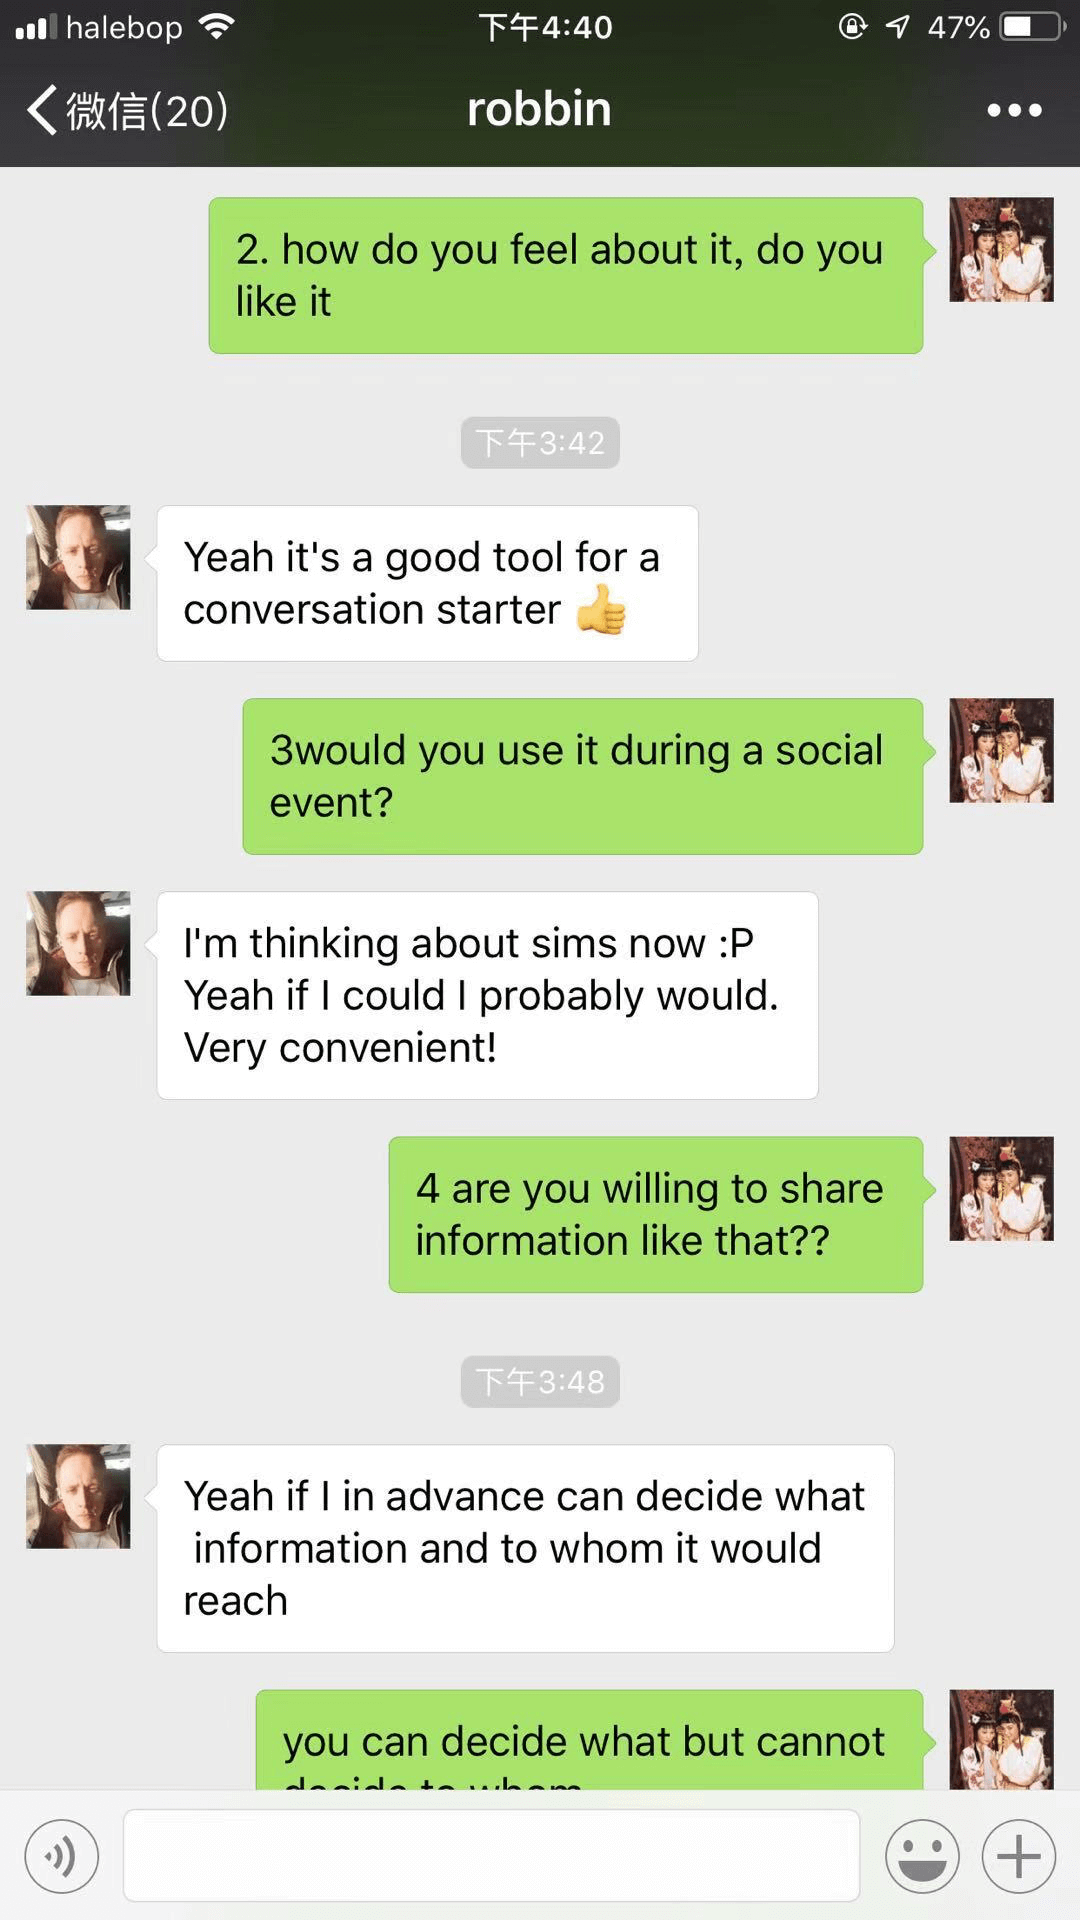 halebop 下午4:40 47%
微信(20) robbin
2. how do you feel about it, do you
like it
下午3:42
Yeah it's a good tool for a
conversation starter 👍
3would you use it during a social
event?
I'm thinking about sims now :P
Yeah if I could I probably would.
Very convenient!
4 are you willing to share
information like that??
下午3:48
Yeah if I in advance can decide what
information and to whom it would
reach
you can decide what but cannot
decide to whom